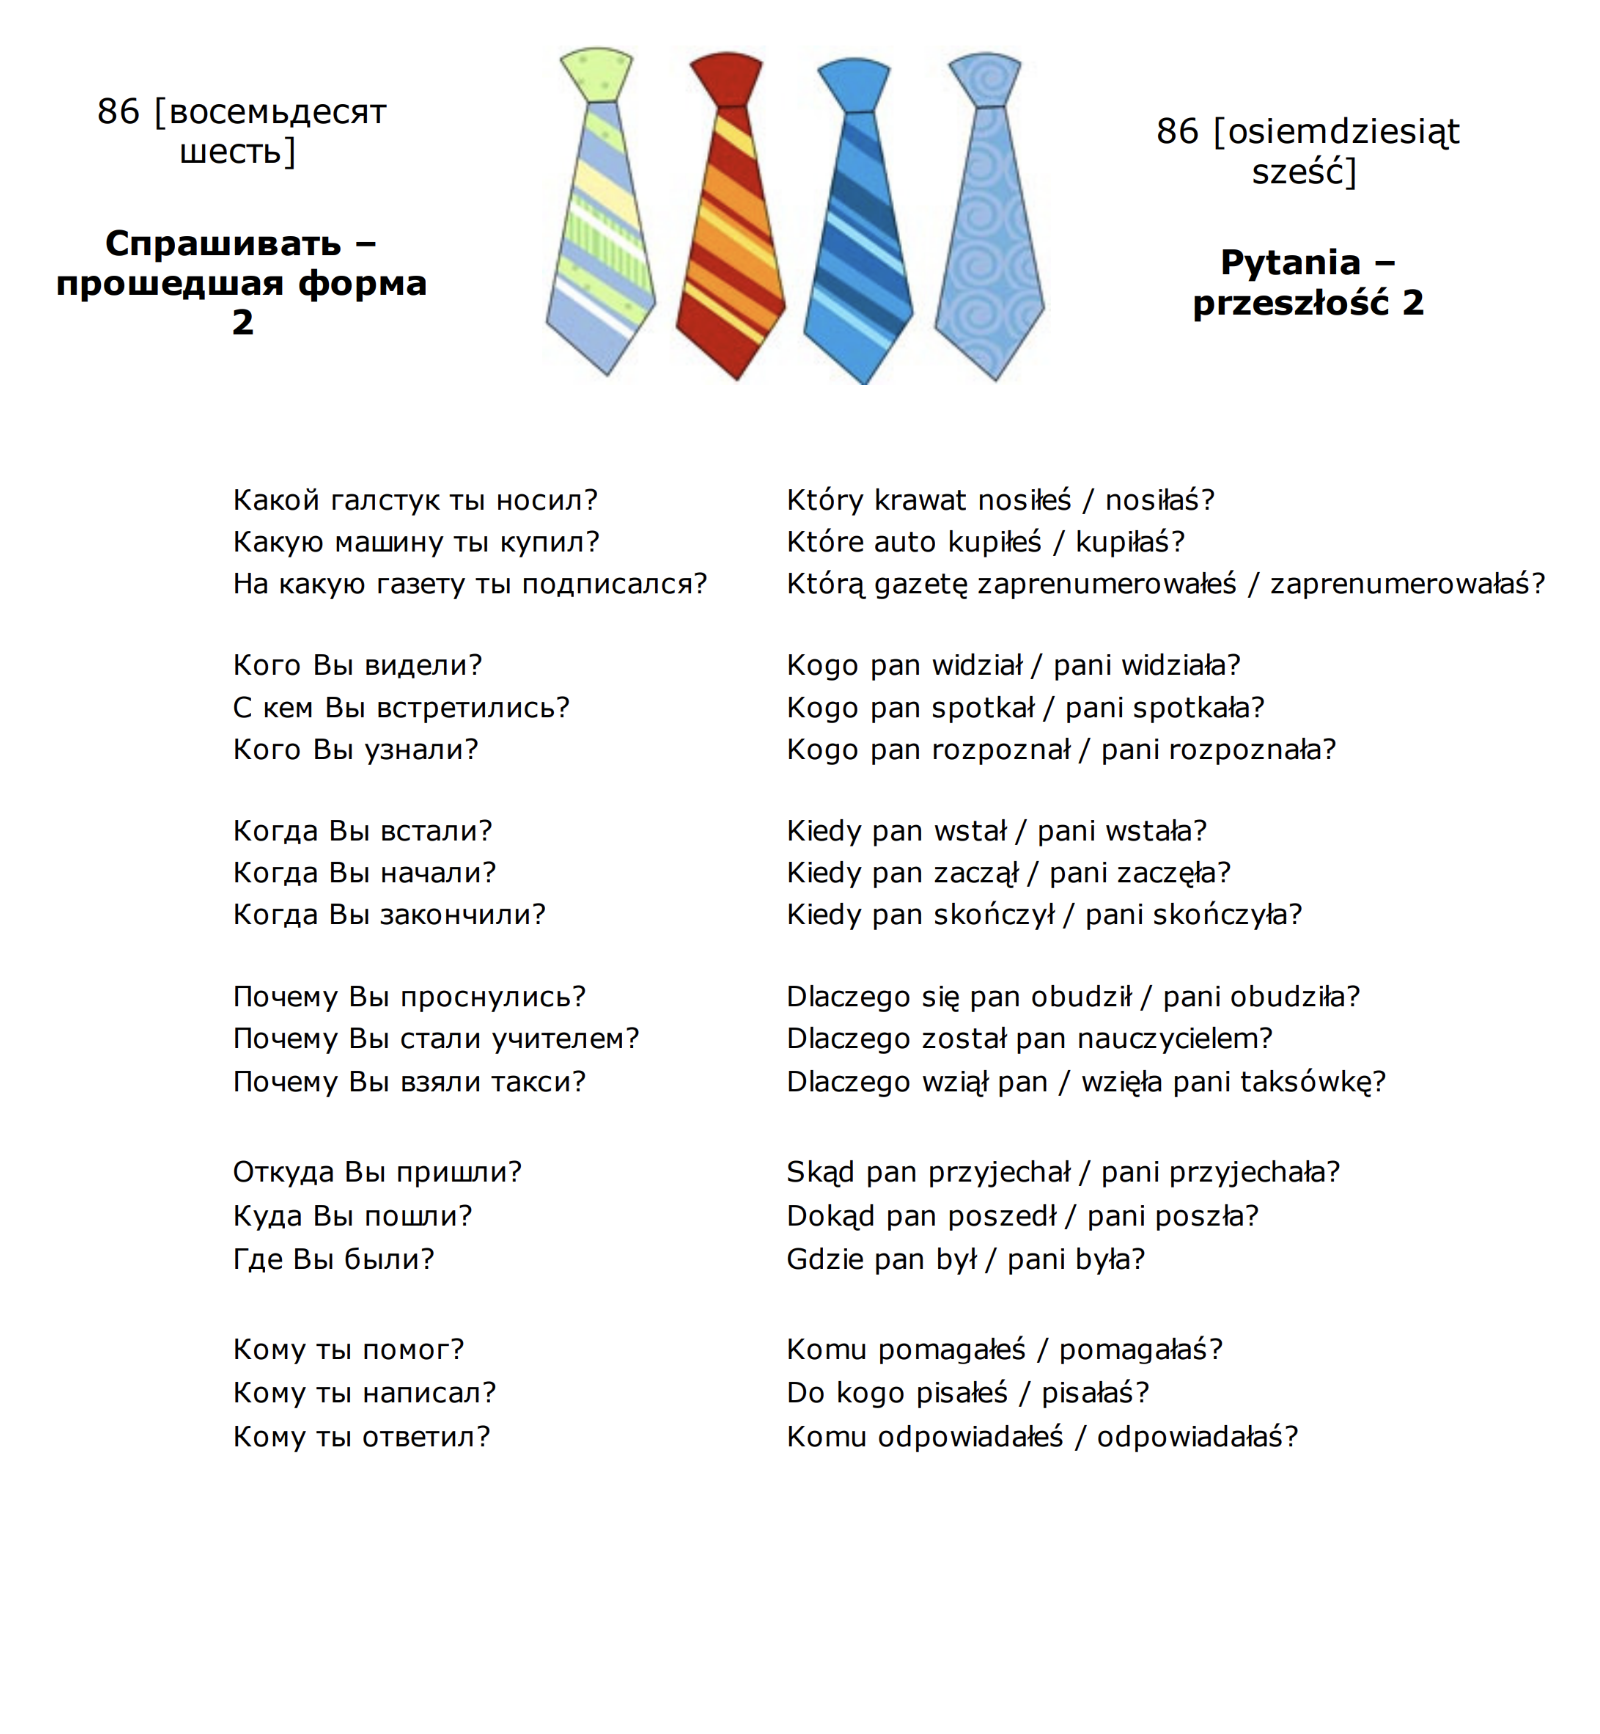 86 [восемьдесят
шесть]
Спрашивать –
прошедшая форма
2
86 [osiemdziesiąt
sześć]
Pytania –
przeszłość 2
Какой галстук ты носил? Który krawat nosiłeś / nosiłaś?
Какую машину ты купил? Które auto kupiłeś / kupiłaś?
На какую газету ты подписался? Którą gazetę zaprenumerowałeś / zaprenumerowałaś?
Кого Вы видели? Kogo pan widział / pani widziała?
С кем Вы встретились? Kogo pan spotkał / pani spotkała?
Кого Вы узнали? Kogo pan rozpoznał / pani rozpoznała?
Когда Вы встали? Kiedy pan wstał / pani wstała?
Когда Вы начали? Kiedy pan zaczął / pani zaczęła?
Когда Вы закончили? Kiedy pan skończył / pani skończyła?
Почему Вы проснулись? Dlaczego się pan obudził / pani obudziła?
Почему Вы стали учителем? Dlaczego został pan nauczycielem?
Почему Вы взяли такси? Dlaczego wziął pan / wzięła pani taksówkę?
Откуда Вы пришли? Skąd pan przyjechał / pani przyjechała?
Куда Вы пошли? Dokąd pan poszedł / pani poszła?
Где Вы были? Gdzie pan był / pani była?
Кому ты помог? Komu pomagałeś / pomagałaś?
Кому ты написал? Do kogo pisałeś / pisałaś?
Кому ты ответил? Komu odpowiadałeś / odpowiadałaś?